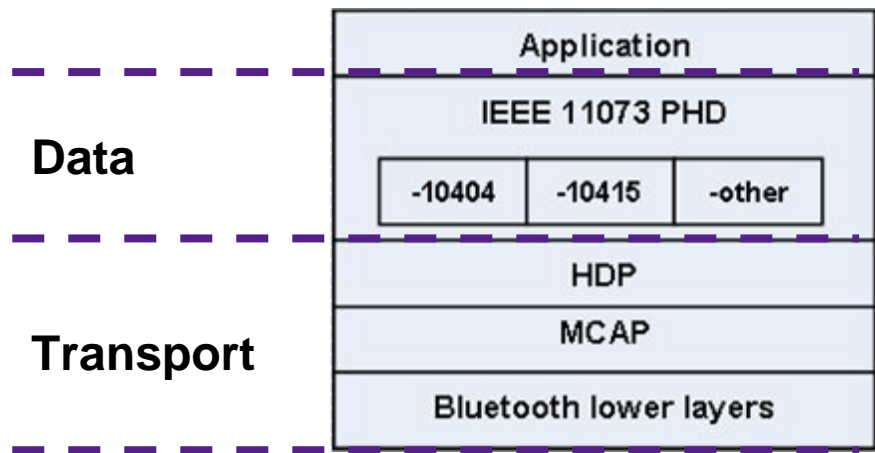 Application
Data
IEEE 11073 PHD
-10404 -10415 -other
Transport
HDP
MCAP
Bluetooth lower layers